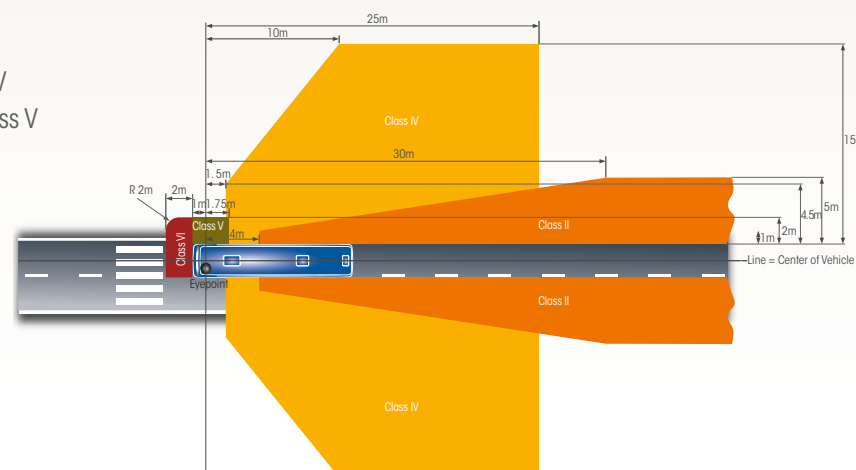 25m
10m
V
ss V
Class IV
15
30m
1.5m
R 2m
2m
1m
1.75m
4.5m
5m
Class V
Class II
2m
4m
1m
Class VI
Line = Center of Vehicle
Eyepoint
Class II
Class IV